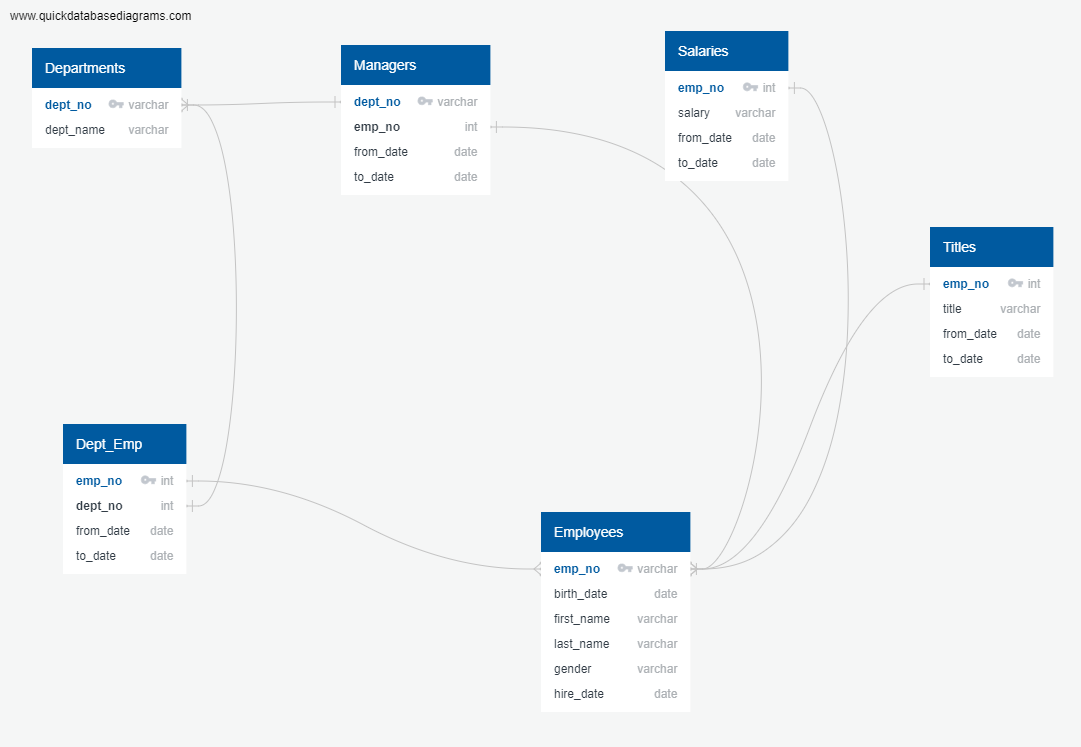 www.quickdatabasediagrams.com
Departments
dept_no varchar
dept_name varchar
Managers
dept_no varchar
emp_no int
from_date date
to_date date
Salaries
emp_no int
salary varchar
from_date date
to_date date
Titles
emp_no int
title varchar
from_date date
to_date date
Dept_Emp
emp_no int
dept_no int
from_date date
to_date date
Employees
emp_no varchar
birth_date date
first_name varchar
last_name varchar
gender varchar
hire_date date